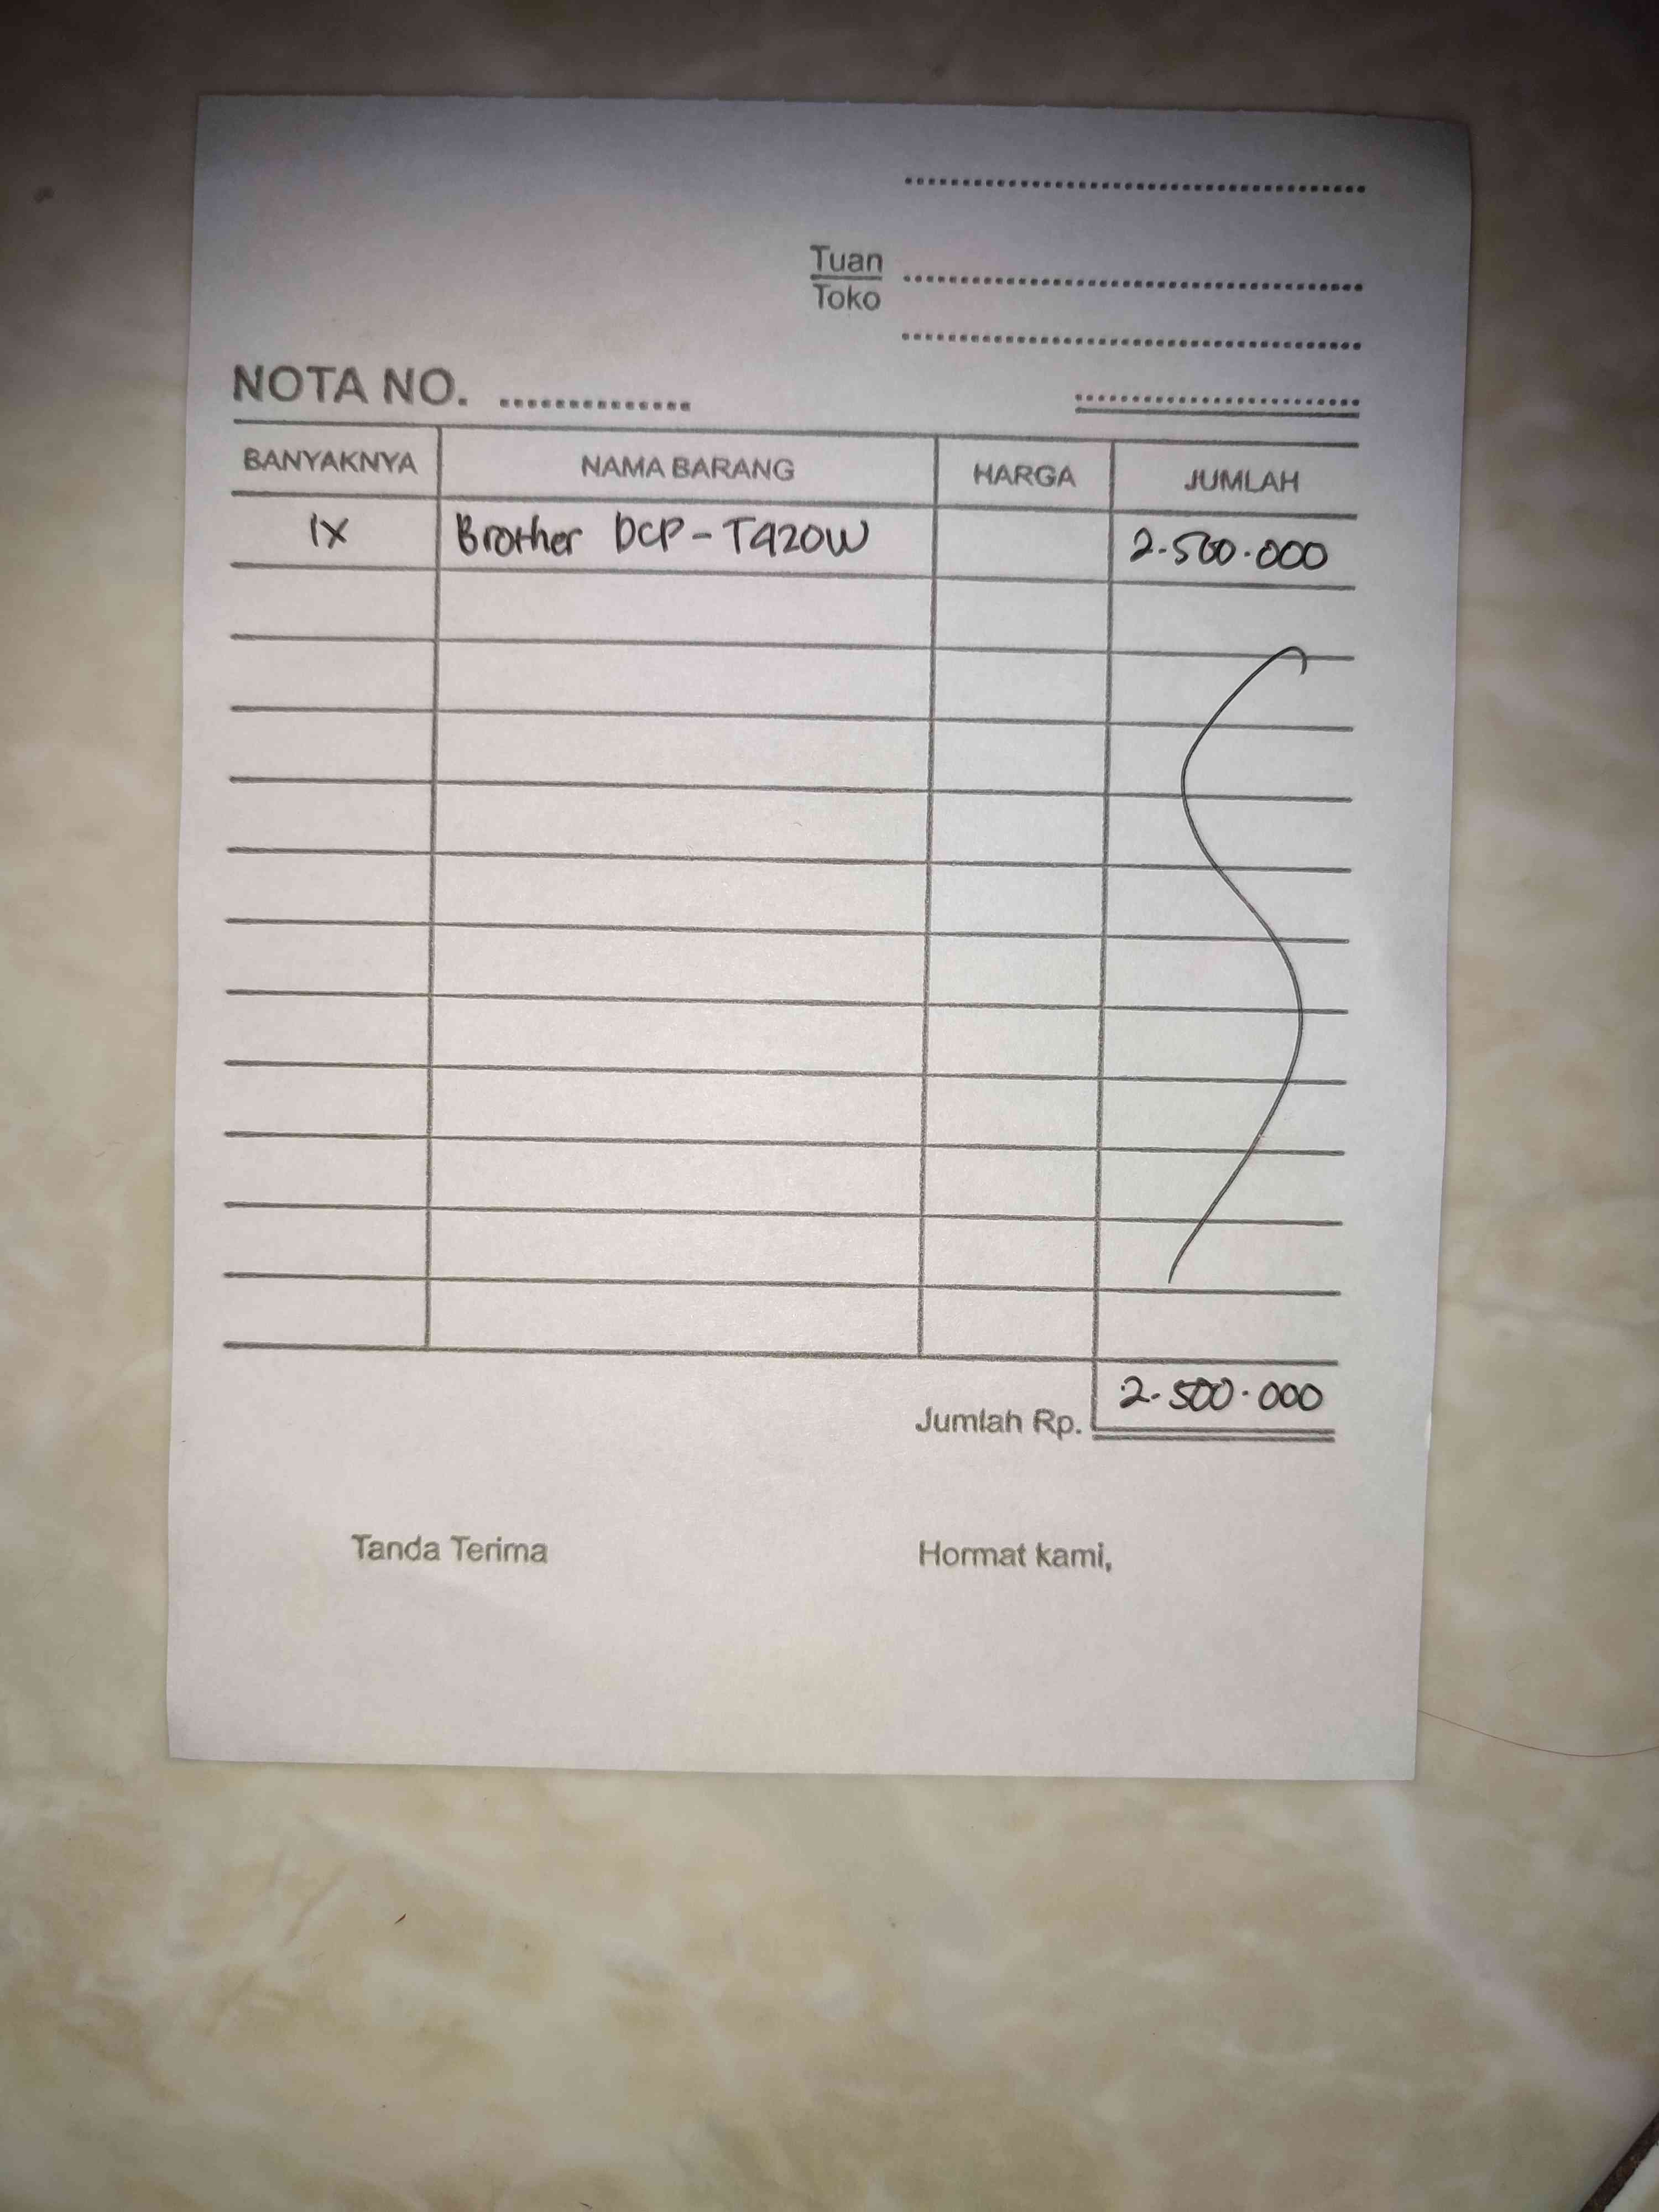 Tuan
Toko
NOTA NO. ..............
BANYAKNYA NAMA BARANG HARGA JUMLAH
1X Brother DCP-T420W 2.500.000
Jumlah Rp. 2.500.000
Tanda Terima Hormat kami,